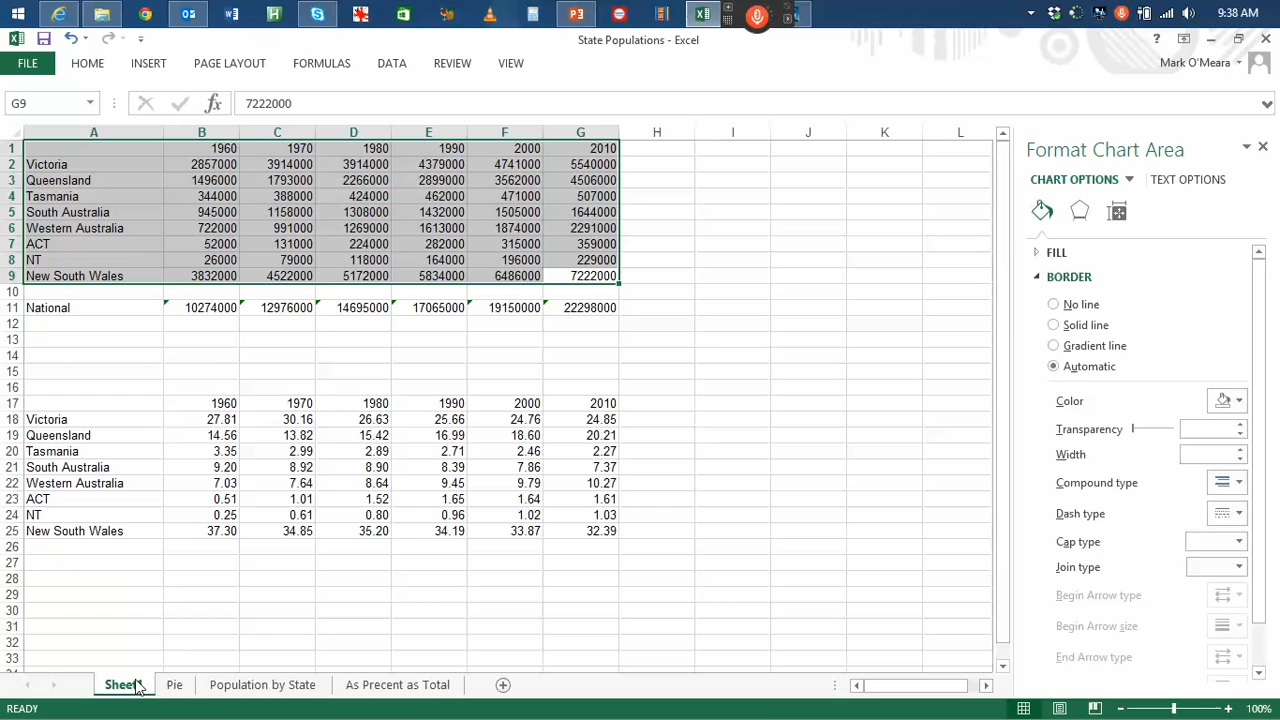 9:38 AM
State Populations - Excel
?
FILE HOME INSERT PAGE LAYOUT FORMULAS DATA REVIEW VIEW Mark O'Meara
G9 fx 7222000
A B C D E F G H I J K L
1 1960 1970 1980 1990 2000 2010
2 Victoria 2857000 3914000 3914000 4379000 4741000 5540000
3 Queensland 1496000 1793000 2266000 2899000 3562000 4506000
4 Tasmania 344000 388000 424000 462000 471000 507000
5 South Australia 945000 1158000 1308000 1432000 1505000 1644000
6 Western Australia 722000 991000 1269000 1613000 1874000 2291000
7 ACT 52000 131000 224000 282000 315000 359000
8 NT 26000 79000 118000 164000 196000 229000
9 New South Wales 3832000 4522000 5172000 5834000 6486000 7222000
10
11 National 10274000 12976000 14695000 17065000 19150000 22298000
12
13
14
15
16
17 1960 1970 1980 1990 2000 2010
18 Victoria 27.81 30.16 26.63 25.66 24.76 24.85
19 Queensland 14.56 13.82 15.42 16.99 18.60 20.21
20 Tasmania 3.35 2.99 2.89 2.71 2.46 2.27
21 South Australia 9.20 8.92 8.90 8.39 7.86 7.37
22 Western Australia 7.03 7.64 8.64 9.45 9.79 10.27
23 ACT 0.51 1.01 1.52 1.65 1.64 1.61
24 NT 0.25 0.61 0.80 0.96 1.02 1.03
25 New South Wales 37.30 34.85 35.20 34.19 33.87 32.39
26
27
28
29
30
31
32
33
Format Chart Area
CHART OPTIONS TEXT OPTIONS
FILL
BORDER
No line
Solid line
Gradient line
Automatic
Color
Transparency
Width
Compound type
Dash type
Cap type
Join type
Begin Arrow type
Begin Arrow size
End Arrow type
Pie Population by State As Precent as Total
READY 100%